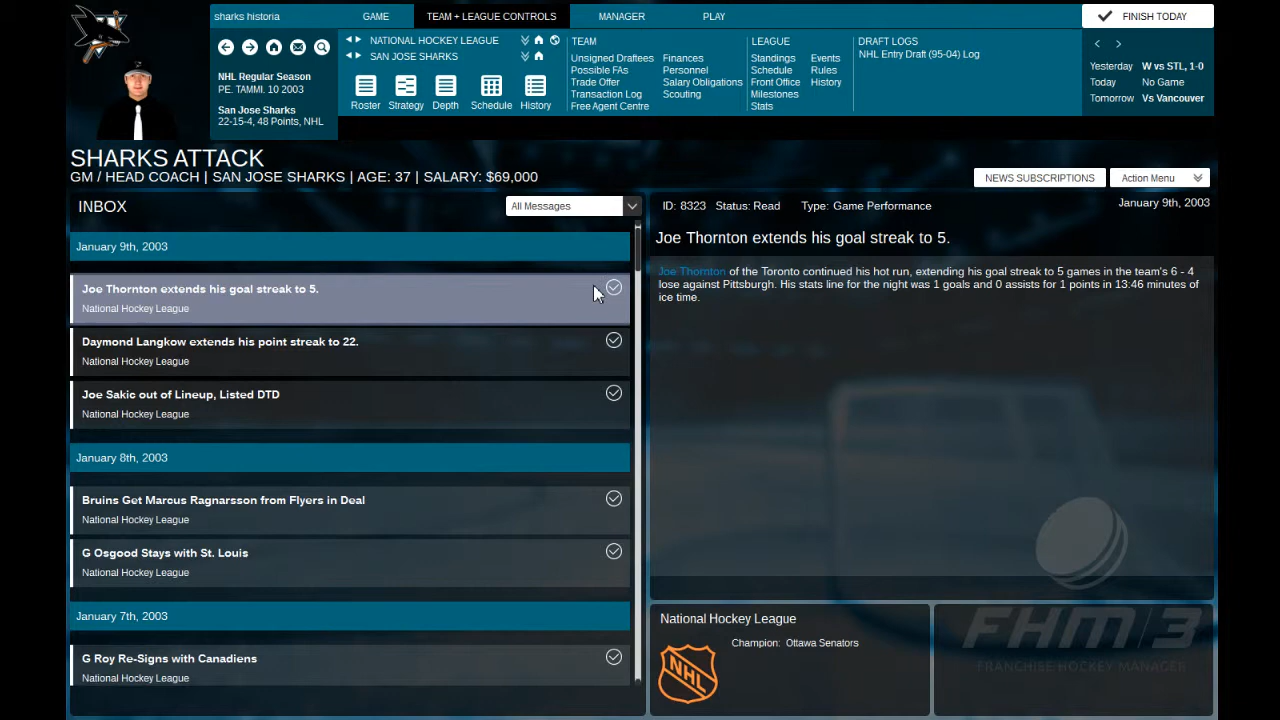 sharks historia
GAME
TEAM + LEAGUE CONTROLS
MANAGER
PLAY
FINISH TODAY
NHL Regular Season
PE. TAMMI. 10 2003
San Jose Sharks
22-15-4, 48 Points, NHL
NATIONAL HOCKEY LEAGUE
SAN JOSE SHARKS
Roster
Strategy
Depth
Schedule
History
TEAM
Unsigned Draftees
Finances
Possible FAs
Personnel
Trade Offer
Salary Obligations
Transaction Log
Scouting
Free Agent Centre
LEAGUE
Standings
Events
Schedule
Rules
Front Office
History
Milestones
Stats
DRAFT LOGS
NHL Entry Draft (95-04) Log
Yesterday W vs STL, 1-0
Today No Game
Tomorrow Vs Vancouver
SHARKS ATTACK
GM / HEAD COACH | SAN JOSE SHARKS | AGE: 37 | SALARY: $69,000
NEWS SUBSCRIPTIONS
Action Menu
INBOX
All Messages
January 9th, 2003
Joe Thornton extends his goal streak to 5.
National Hockey League
Daymond Langkow extends his point streak to 22.
National Hockey League
Joe Sakic out of Lineup, Listed DTD
National Hockey League
January 8th, 2003
Bruins Get Marcus Ragnarsson from Flyers in Deal
National Hockey League
G Osgood Stays with St. Louis
National Hockey League
January 7th, 2003
G Roy Re-Signs with Canadiens
National Hockey League
ID: 8323 Status: Read Type: Game Performance
January 9th, 2003
Joe Thornton extends his goal streak to 5.
Joe Thornton of the Toronto continued his hot run, extending his goal streak to 5 games in the team's 6 - 4
lose against Pittsburgh. His stats line for the night was 1 goals and 0 assists for 1 points in 13:46 minutes of
ice time.
National Hockey League
Champion: Ottawa Senators
NHL
FHM/3
FRANCHISE HOCKEY MANAGER